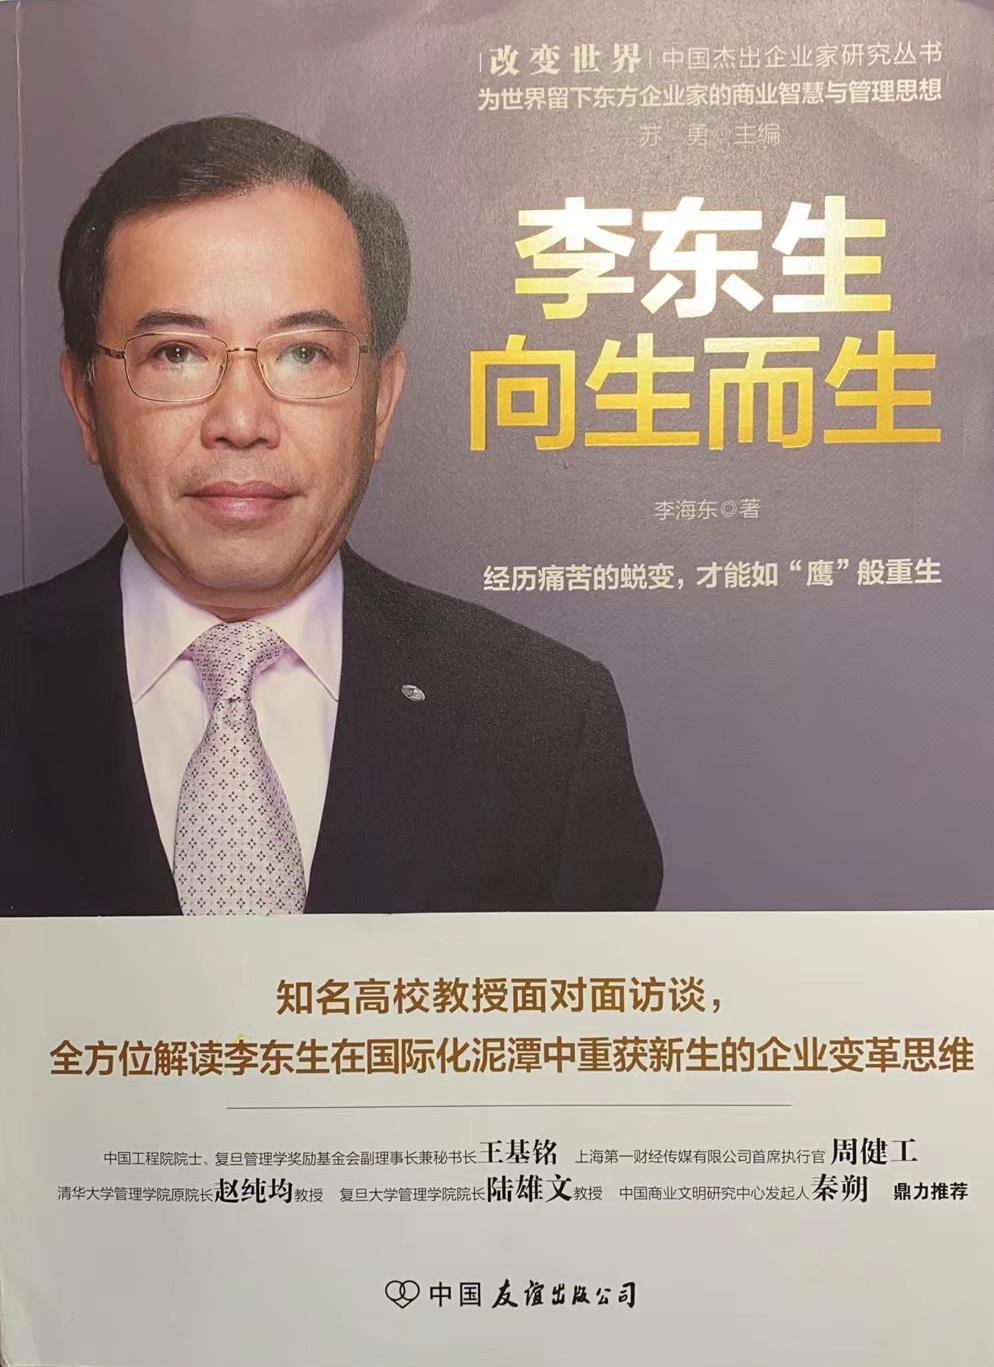 |改变世界|中国杰出企业家研究丛书
为世界留下东方企业家的商业智慧与管理思想
苏 勇◎主编
李东生
向生而生
李海东◎著
经历痛苦的蜕变，才能如“鹰”般重生
知名高校教授面对面访谈，
全方位解读李东生在国际化泥潭中重获新生的企业变革思维
中国工程院院士、复旦管理学奖励基金会副理事长兼秘书长王基铭 上海第一财经传媒有限公司首席执行官周健工
清华大学管理学院原院长赵纯均教授 复旦大学管理学院院长陆雄文教授 中国商业文明研究中心发起人秦朔 鼎力推荐
中国友谊出版公司